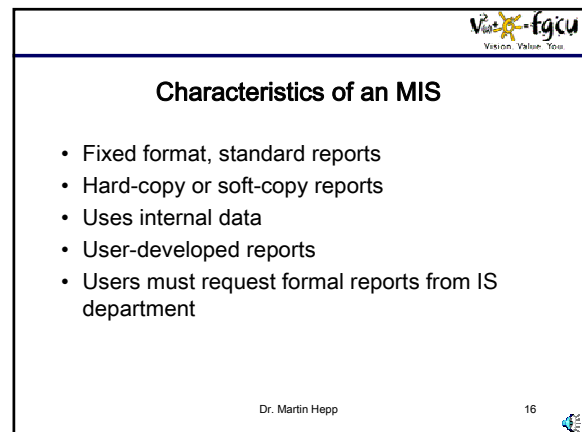 Vision. Value. You.
Characteristics of an MIS
• Fixed format, standard reports
• Hard-copy or soft-copy reports
• Uses internal data
• User-developed reports
• Users must request formal reports from IS
department
Dr. Martin Hepp
16